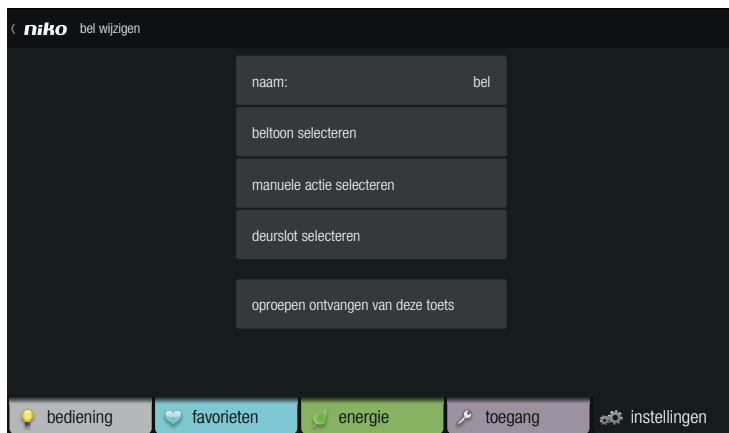 niko bel wijzigen
naam: bel
beltoon selecteren
manuele actie selecteren
deurslot selecteren
oproepen ontvangen van deze toets
bediening favorieten energie toegang instellingen